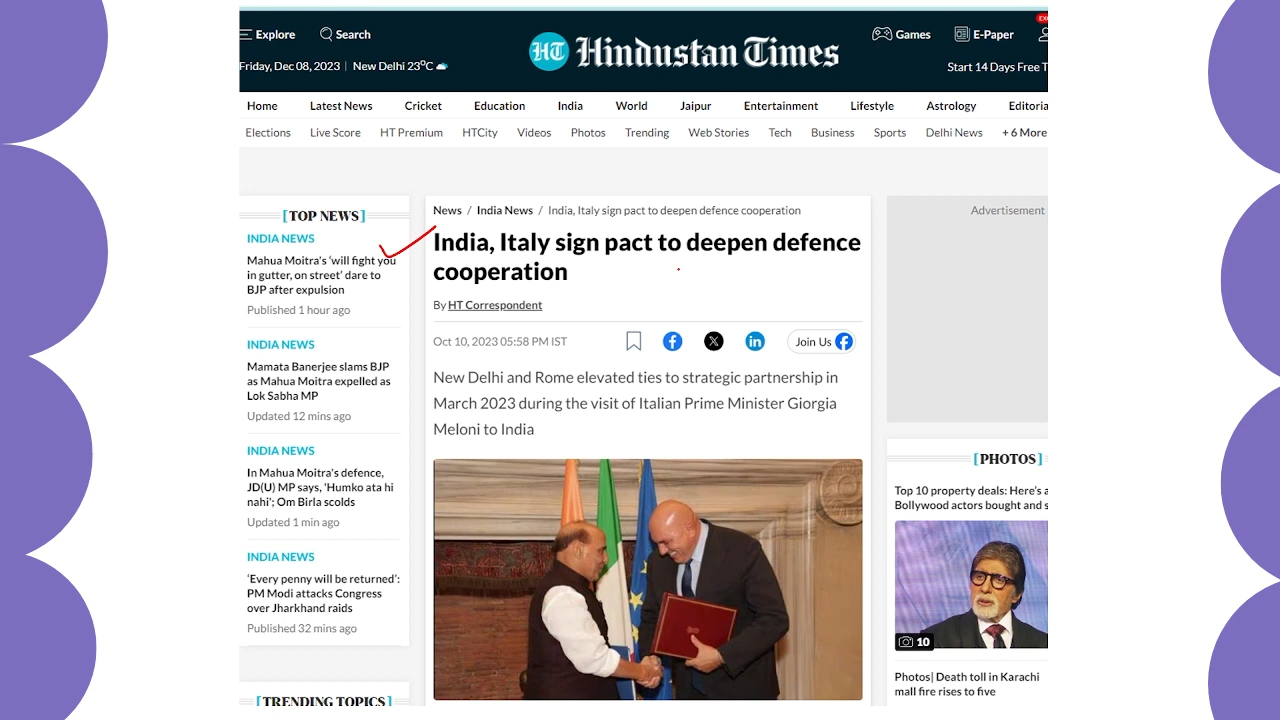 Explore
Search
HT
Hindustan Times
Games
E-Paper
Friday, Dec 08, 2023
New Delhi 23°C
Start 14 Days Free T
Home
Latest News
Cricket
Education
India
World
Jaipur
Entertainment
Lifestyle
Astrology
Editoria
Elections
Live Score
HT Premium
HTCity
Videos
Photos
Trending
Web Stories
Tech
Business
Sports
Delhi News
+ 6 More
[TOP NEWS]
INDIA NEWS
Mahua Moitra's 'will fight you
in gutter, on street' dare to
BJP after expulsion
Published 1 hour ago
INDIA NEWS
Mamata Banerjee slams BJP
as Mahua Moitra expelled as
Lok Sabha MP
Updated 12 mins ago
INDIA NEWS
In Mahua Moitra's defence,
JD(U) MP says, 'Humko ata hi
nahi'; Om Birla scolds
Updated 1 min ago
INDIA NEWS
'Every penny will be returned':
PM Modi attacks Congress
over Jharkhand raids
Published 32 mins ago
[TRENDING TOPICS]
News / India News / India, Italy sign pact to deepen defence cooperation
India, Italy sign pact to deepen defence
cooperation
By HT Correspondent
Oct 10, 2023 05:58 PM IST
Join Us
New Delhi and Rome elevated ties to strategic partnership in
March 2023 during the visit of Italian Prime Minister Giorgia
Meloni to India
Advertisement
[PHOTOS]
Top 10 property deals: Here's a
Bollywood actors bought and s
10
Photos| Death toll in Karachi
mall fire rises to five